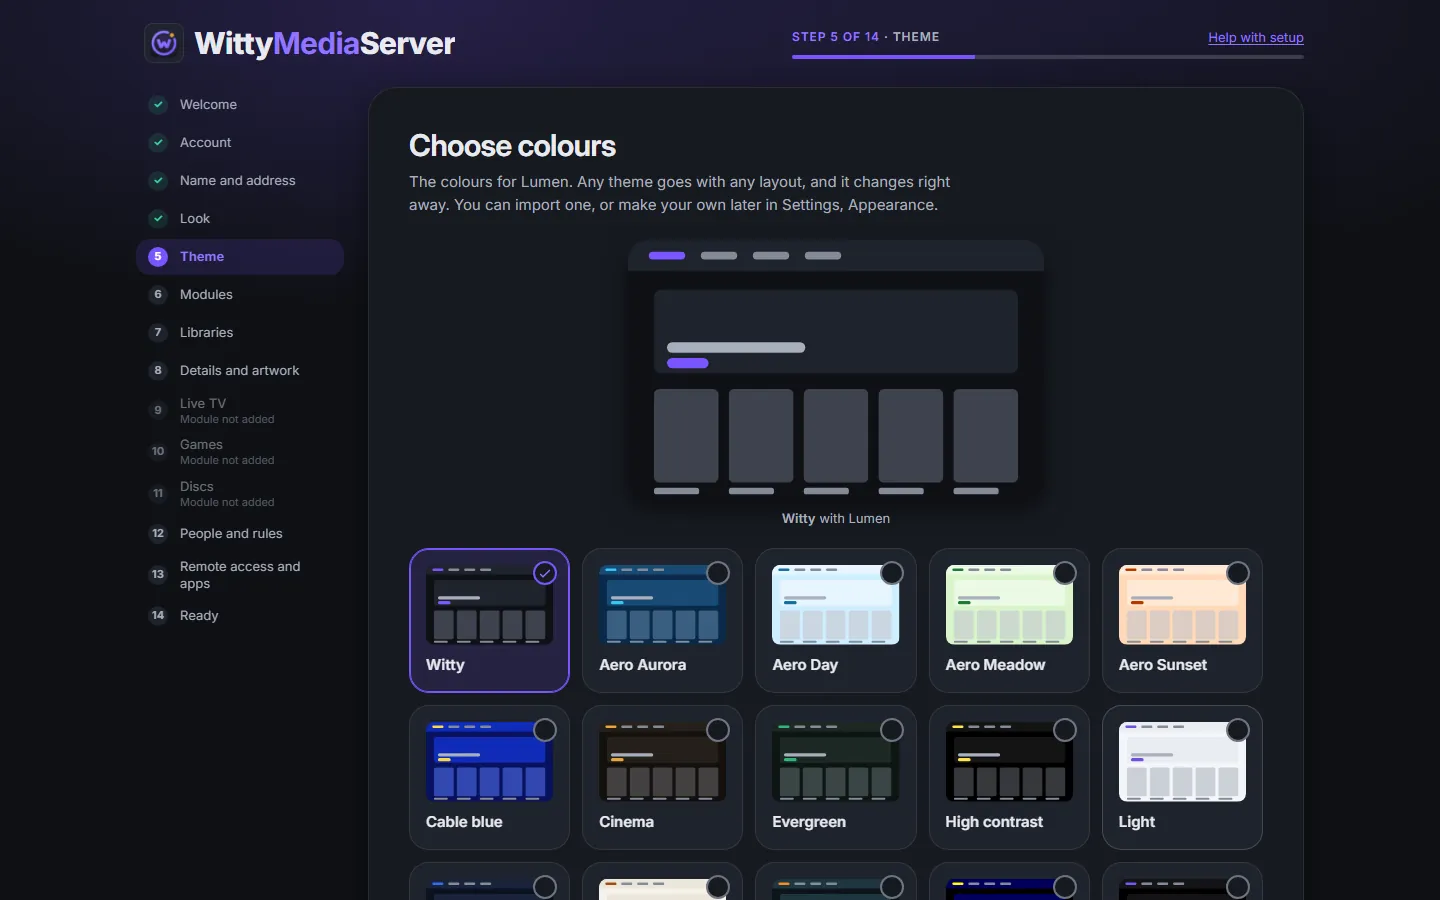 WittyMediaServer
STEP 5 OF 14 · THEME
Help with setup
Welcome
Account
Name and address
Look
5 Theme
6 Modules
7 Libraries
8 Details and artwork
9 Live TV
Module not added
10 Games
Module not added
11 Discs
Module not added
12 People and rules
13 Remote access and
apps
14 Ready
Choose colours
The colours for Lumen. Any theme goes with any layout, and it changes right
away. You can import one, or make your own later in Settings, Appearance.
Witty with Lumen
Witty
Aero Aurora
Aero Day
Aero Meadow
Aero Sunset
Cable blue
Cinema
Evergreen
High contrast
Light